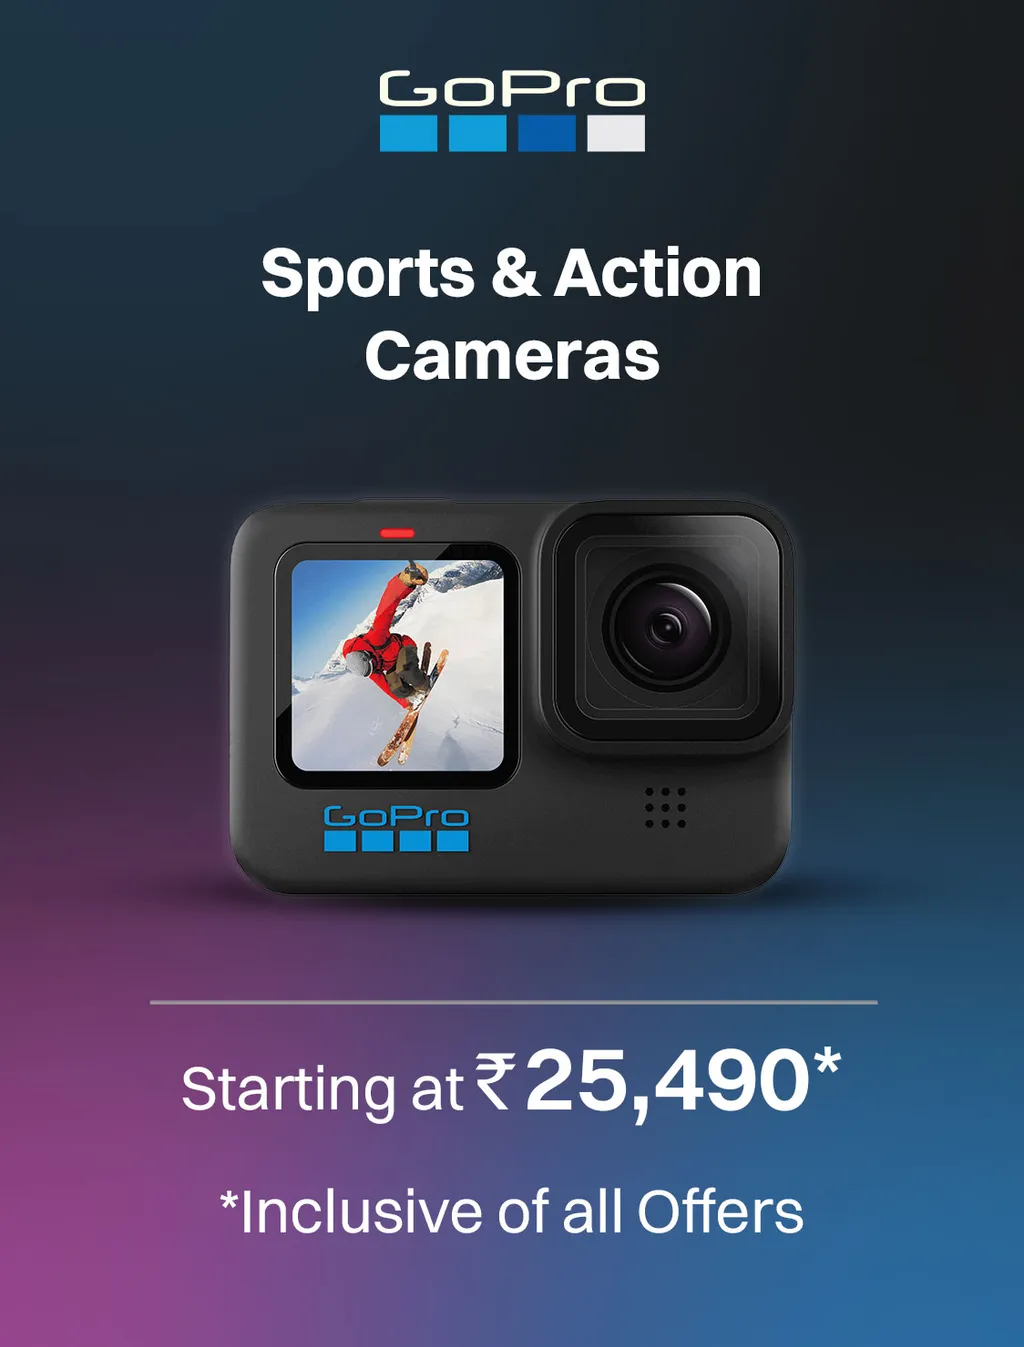 GoPro
Sports & Action
Cameras
GoPro
Starting at ₹25,490*
*Inclusive of all Offers